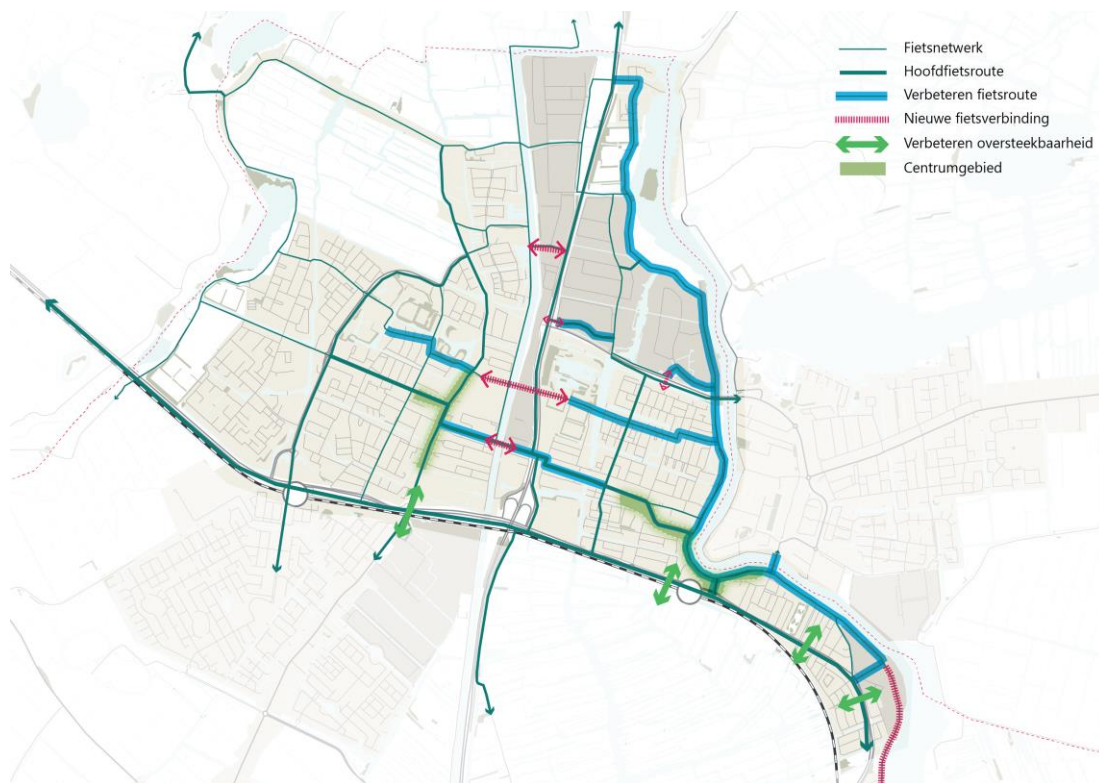 Fietsnetwerk
Hoofdfietsroute
Verbeteren fietsroute
Nieuwe fietsverbinding
Verbeteren oversteekbaarheid
Centrumgebied